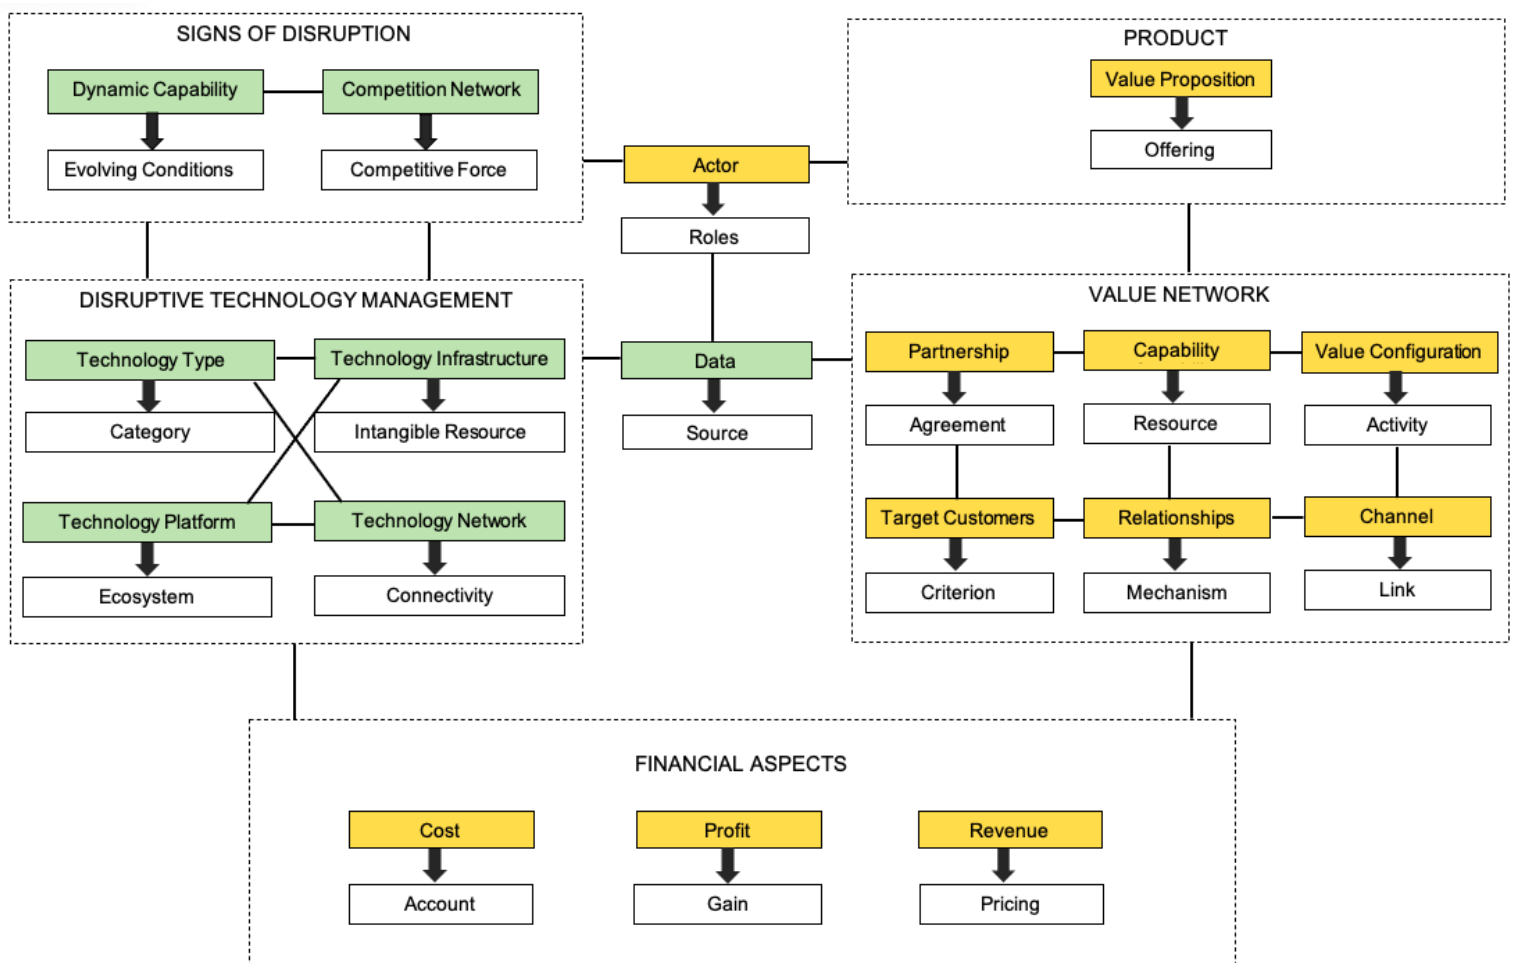 SIGNS OF DISRUPTION
Dynamic Capability
Competition Network
Evolving Conditions
Competitive Force
Actor
Roles
PRODUCT
Value Proposition
Offering
DISRUPTIVE TECHNOLOGY MANAGEMENT
Technology Type
Technology Infrastructure
Category
Intangible Resource
Technology Platform
Technology Network
Ecosystem
Connectivity
Data
Source
VALUE NETWORK
Partnership
Capability
Value Configuration
Agreement
Resource
Activity
Target Customers
Relationships
Channel
Criterion
Mechanism
Link
FINANCIAL ASPECTS
Cost
Profit
Revenue
Account
Gain
Pricing